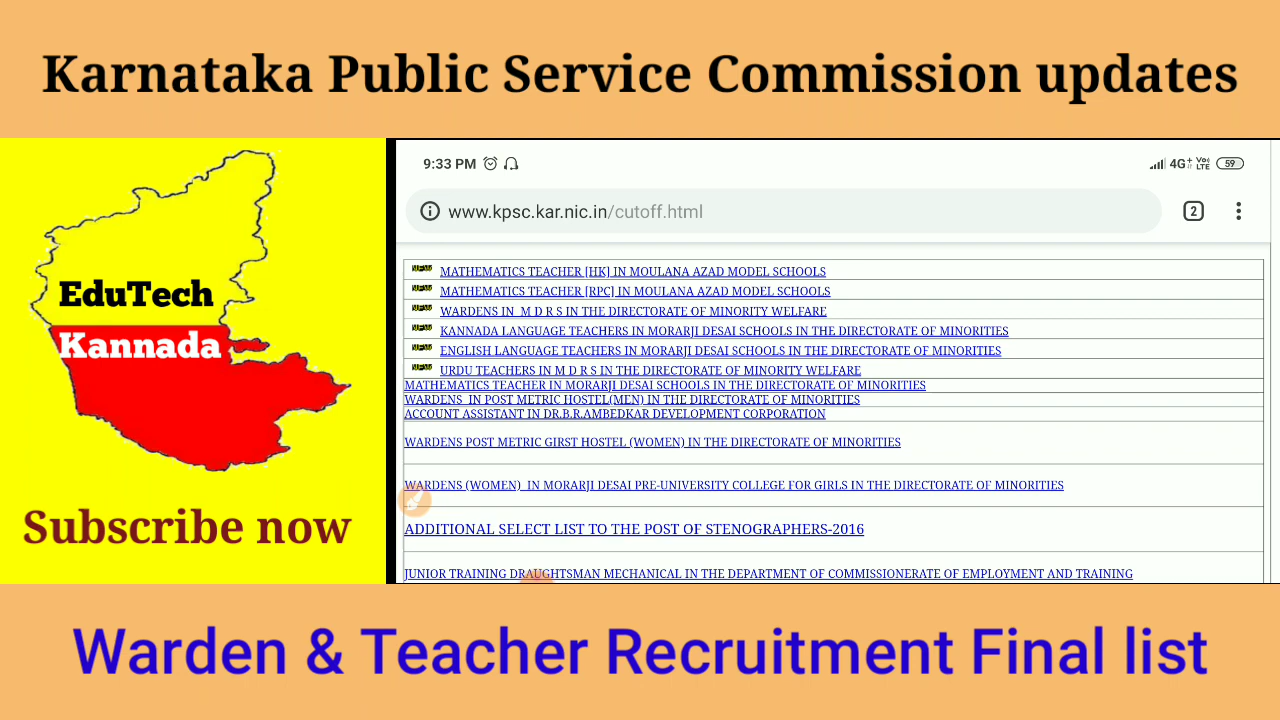 Karnataka Public Service Commission updates
EduTech
Kannada
Subscribe now
9:33 PM
4G+ Vo) LTE 59
www.kpsc.kar.nic.in/cutoff.html
2
NEW MATHEMATICS TEACHER [HK] IN MOULANA AZAD MODEL SCHOOLS
NEW MATHEMATICS TEACHER [RPC] IN MOULANA AZAD MODEL SCHOOLS
NEW WARDENS IN M D R S IN THE DIRECTORATE OF MINORITY WELFARE
NEW KANNADA LANGUAGE TEACHERS IN MORARJI DESAI SCHOOLS IN THE DIRECTORATE OF MINORITIES
NEW ENGLISH LANGUAGE TEACHERS IN MORARJI DESAI SCHOOLS IN THE DIRECTORATE OF MINORITIES
NEW URDU TEACHERS IN M D R S IN THE DIRECTORATE OF MINORITY WELFARE
MATHEMATICS TEACHER IN MORARJI DESAI SCHOOLS IN THE DIRECTORATE OF MINORITIES
WARDENS IN POST METRIC HOSTEL(MEN) IN THE DIRECTORATE OF MINORITIES
ACCOUNT ASSISTANT IN DR.B.R.AMBEDKAR DEVELOPMENT CORPORATION
WARDENS POST METRIC GIRST HOSTEL (WOMEN) IN THE DIRECTORATE OF MINORITIES
WARDENS (WOMEN) IN MORARJI DESAI PRE-UNIVERSITY COLLEGE FOR GIRLS IN THE DIRECTORATE OF MINORITIES
ADDITIONAL SELECT LIST TO THE POST OF STENOGRAPHERS-2016
JUNIOR TRAINING DRAUGHTSMAN MECHANICAL IN THE DEPARTMENT OF COMMISSIONERATE OF EMPLOYMENT AND TRAINING
Warden & Teacher Recruitment Final list